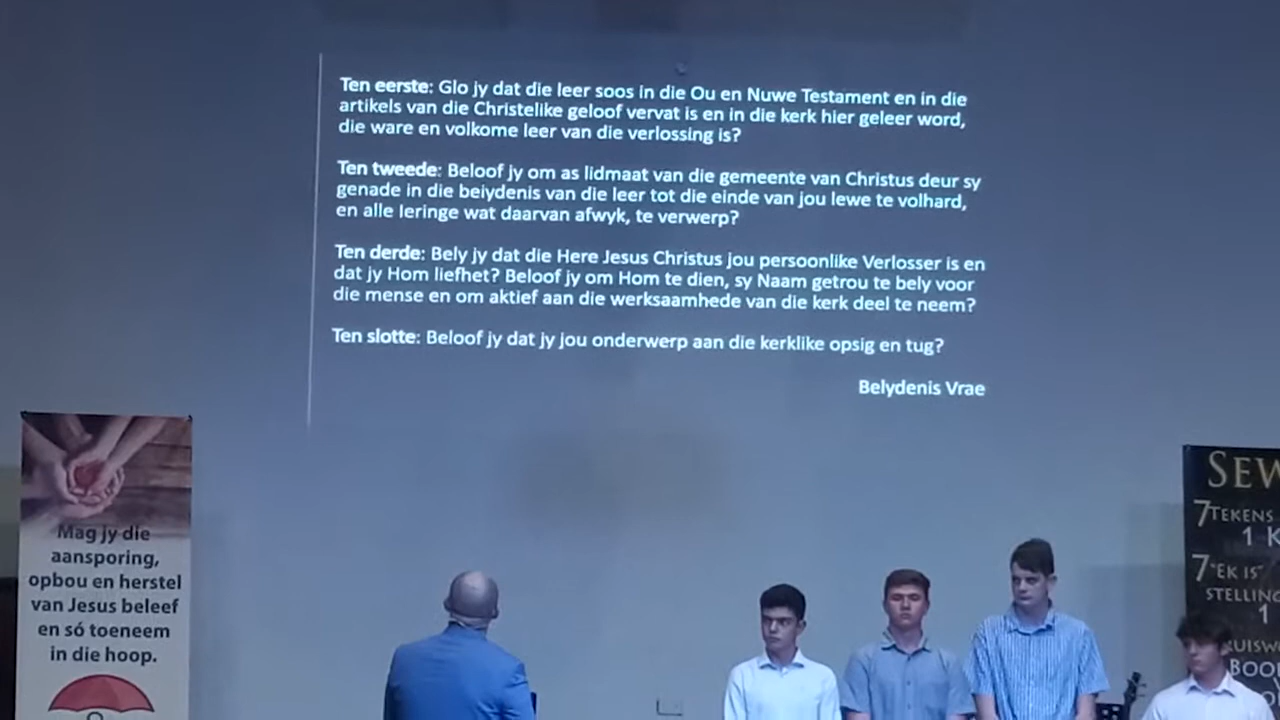 Ten eerste: Glo jy dat die leer soos in die Ou en Nuwe Testament en in die
artikels van die Christelike geloof vervat is en in die kerk hier geleer word,
die ware en volkome leer van die verlossing is?
Ten tweede: Beloof jy om as lidmaat van die gemeente van Christus deur sy
genade in die beiydenis van die leer tot die einde van jou lewe te volhard,
en alle leringe wat daarvan afwyk, te verwerp?
Ten derde: Bely jy dat die Here Jesus Christus jou persoonlike Verlosser is en
dat jy Hom liefhet? Beloof jy om Hom te dien, sy Naam getrou te bely voor
die mense en om aktief aan die werksaamhede van die kerk deel te neem?
Ten slotte: Beloof jy dat jy jou onderwerp aan die kerklike opsig en tug?
Belydenis Vrae
Mag jy die
aansporing,
opbou en herstel
van Jesus beleef
en só toeneem
in die hoop.
SEW
7 TEKENS
1 K
7 "EK IS"
STELLING
1